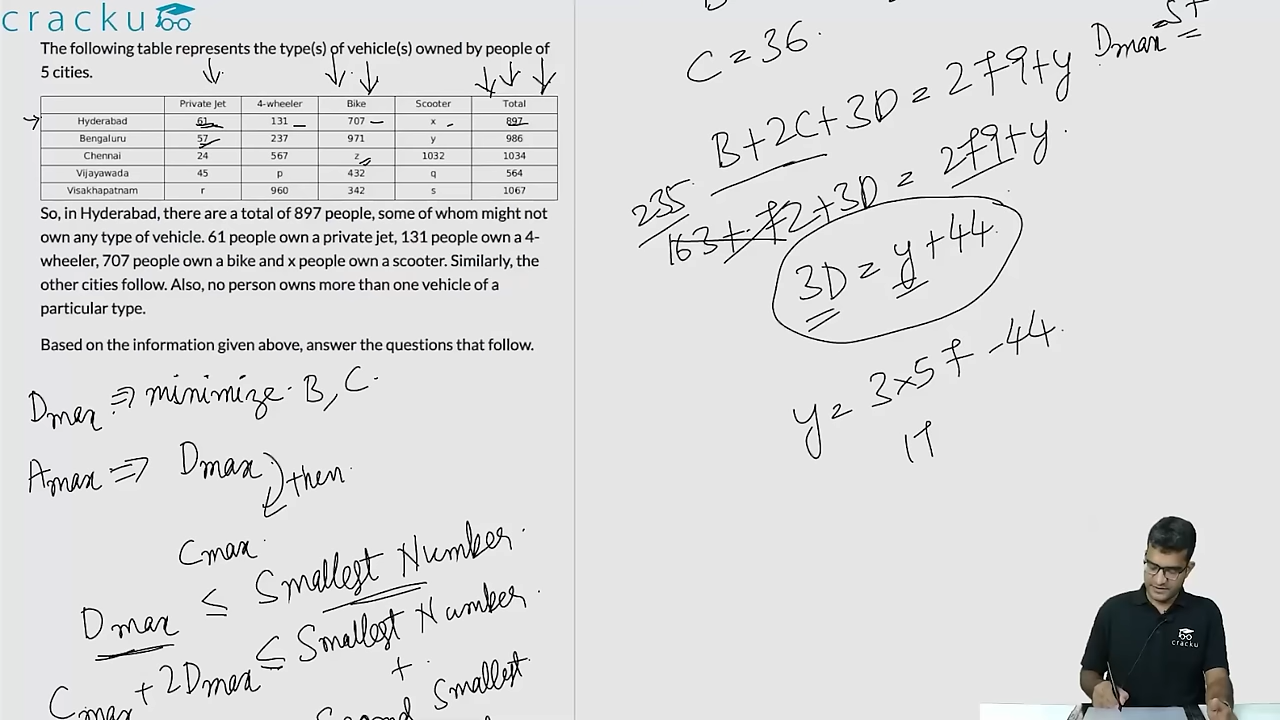 cracku
The following table represents the type(s) of vehicle(s) owned by people of
5 cities.
Private Jet 4-wheeler Bike Scooter Total
Hyderabad 61 131 707 x 897
Bengaluru 57 237 971 y 986
Chennai 24 567 z 1032 1034
Vijayawada 45 p 432 q 564
Visakhapatnam r 960 342 s 1067
So, in Hyderabad, there are a total of 897 people, some of whom might not
own any type of vehicle. 61 people own a private jet, 131 people own a 4-
wheeler, 707 people own a bike and x people own a scooter. Similarly, the
other cities follow. Also, no person owns more than one vehicle of a
particular type.
Based on the information given above, answer the questions that follow.
Dmax ⇒ minimize B, C.
Amax ⇒ Dmax
then
Cmax.
Dmax ≤ Smallest Number.
Cmax + 2Dmax ≤ Smallest Number
+
Second Smallest
C = 36.
B+2C+3D = 279+y
Dmax = 57
235
163+72+3D = 279+y.
3D = y+44.
y = 3×57-44.
17
cracku